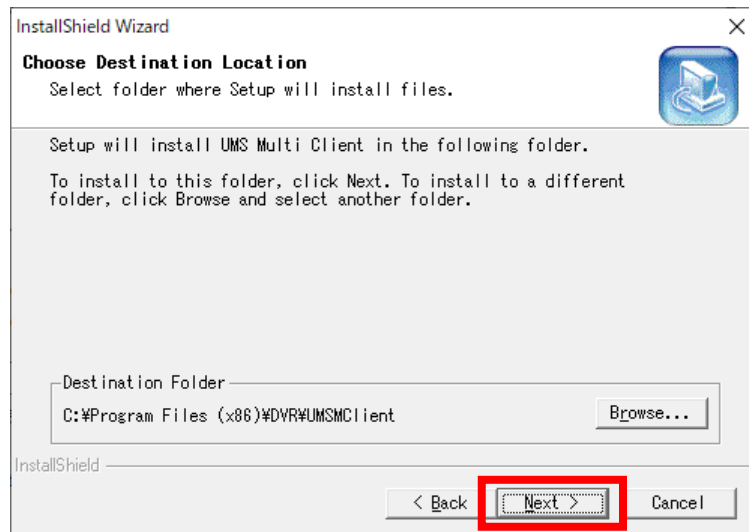 InstallShield Wizard
Choose Destination Location
Select folder where Setup will install files.
Setup will install UMS Multi Client in the following folder.
To install to this folder, click Next. To install to a different
folder, click Browse and select another folder.
Destination Folder
C:¥Program Files (x86)¥DVR¥UMSMClient
Browse...
InstallShield
< Back
Next >
Cancel